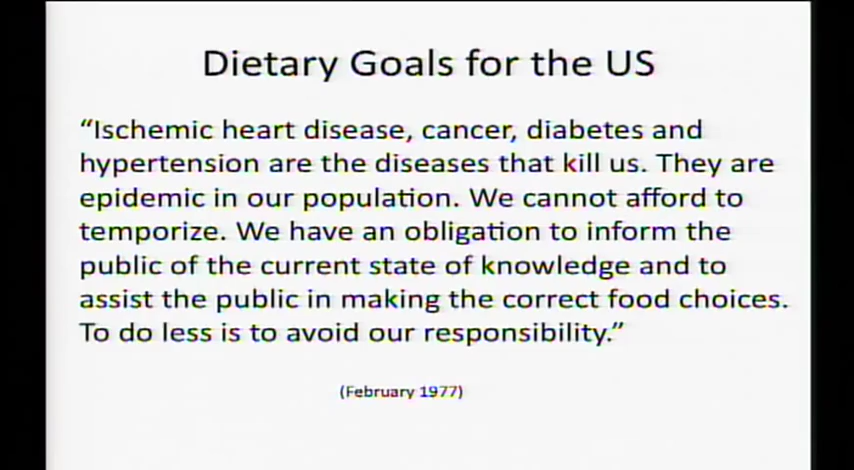 Dietary Goals for the US
“Ischemic heart disease, cancer, diabetes and
hypertension are the diseases that kill us. They are
epidemic in our population. We cannot afford to
temporize. We have an obligation to inform the
public of the current state of knowledge and to
assist the public in making the correct food choices.
To do less is to avoid our responsibility.”
(February 1977)